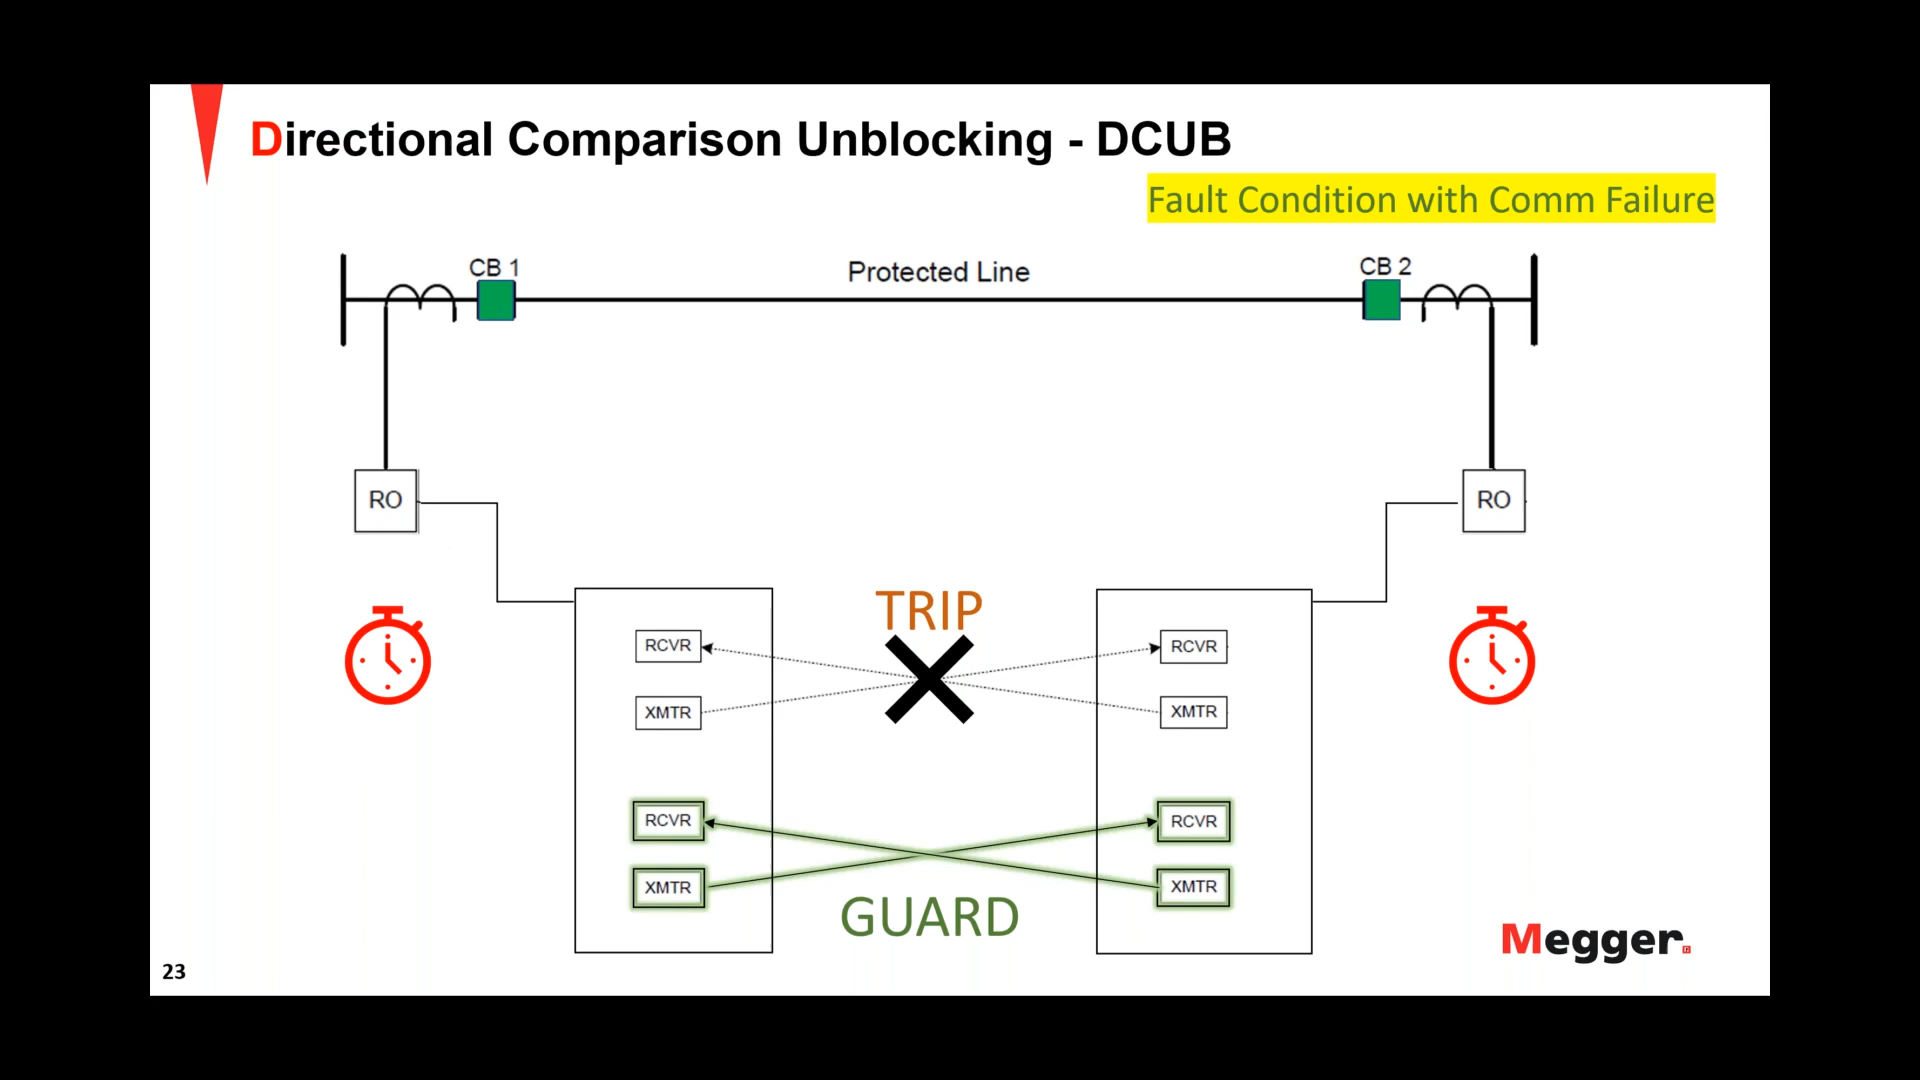 Directional Comparison Unblocking - DCUB
Fault Condition with Comm Failure
CB 1
Protected Line
CB 2
RO
RO
TRIP
RCVR
RCVR
XMTR
XMTR
RCVR
RCVR
XMTR
XMTR
GUARD
Megger
23